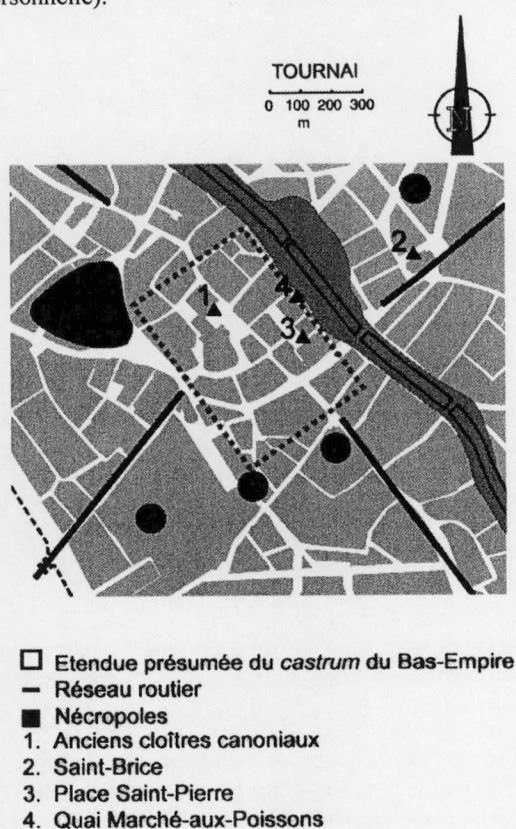 TOURNAI
0 100 200 300
m
N
2
1
4
3
Etendue présumée du castrum du Bas-Empire
Réseau routier
Nécropoles
1. Anciens cloîtres canoniaux
2. Saint-Brice
3. Place Saint-Pierre
4. Quai Marché-aux-Poissons